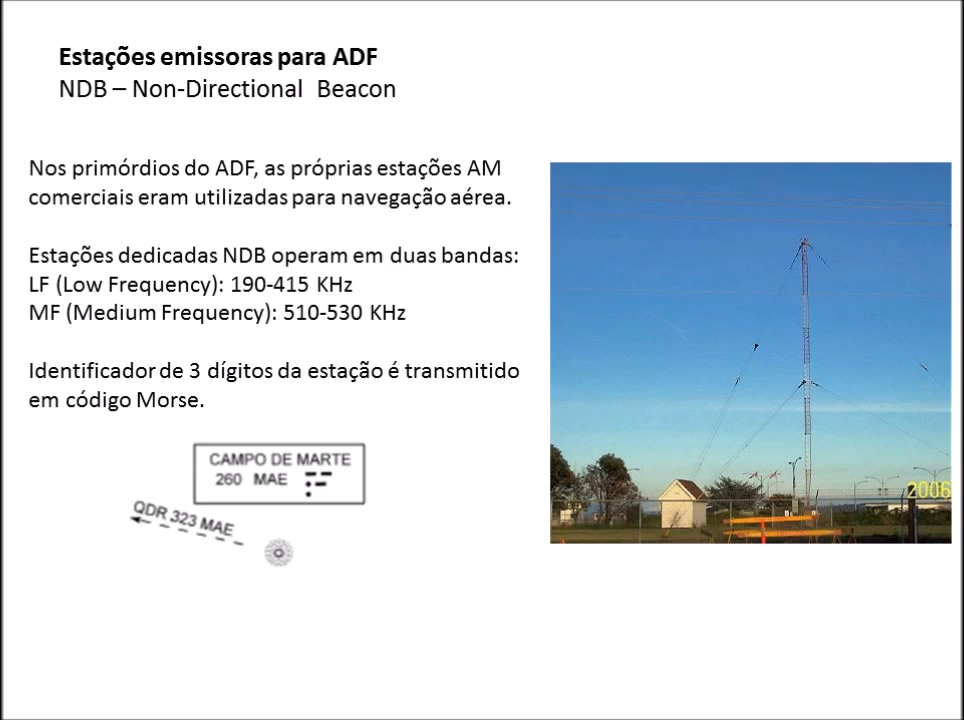 Estações emissoras para ADF
NDB – Non-Directional Beacon
Nos primórdios do ADF, as próprias estações AM
comerciais eram utilizadas para navegação aérea.
Estações dedicadas NDB operam em duas bandas:
LF (Low Frequency): 190-415 KHz
MF (Medium Frequency): 510-530 KHz
Identificador de 3 dígitos da estação é transmitido
em código Morse.
CAMPO DE MARTE
260 MAE
QDR 323 MAE
2006